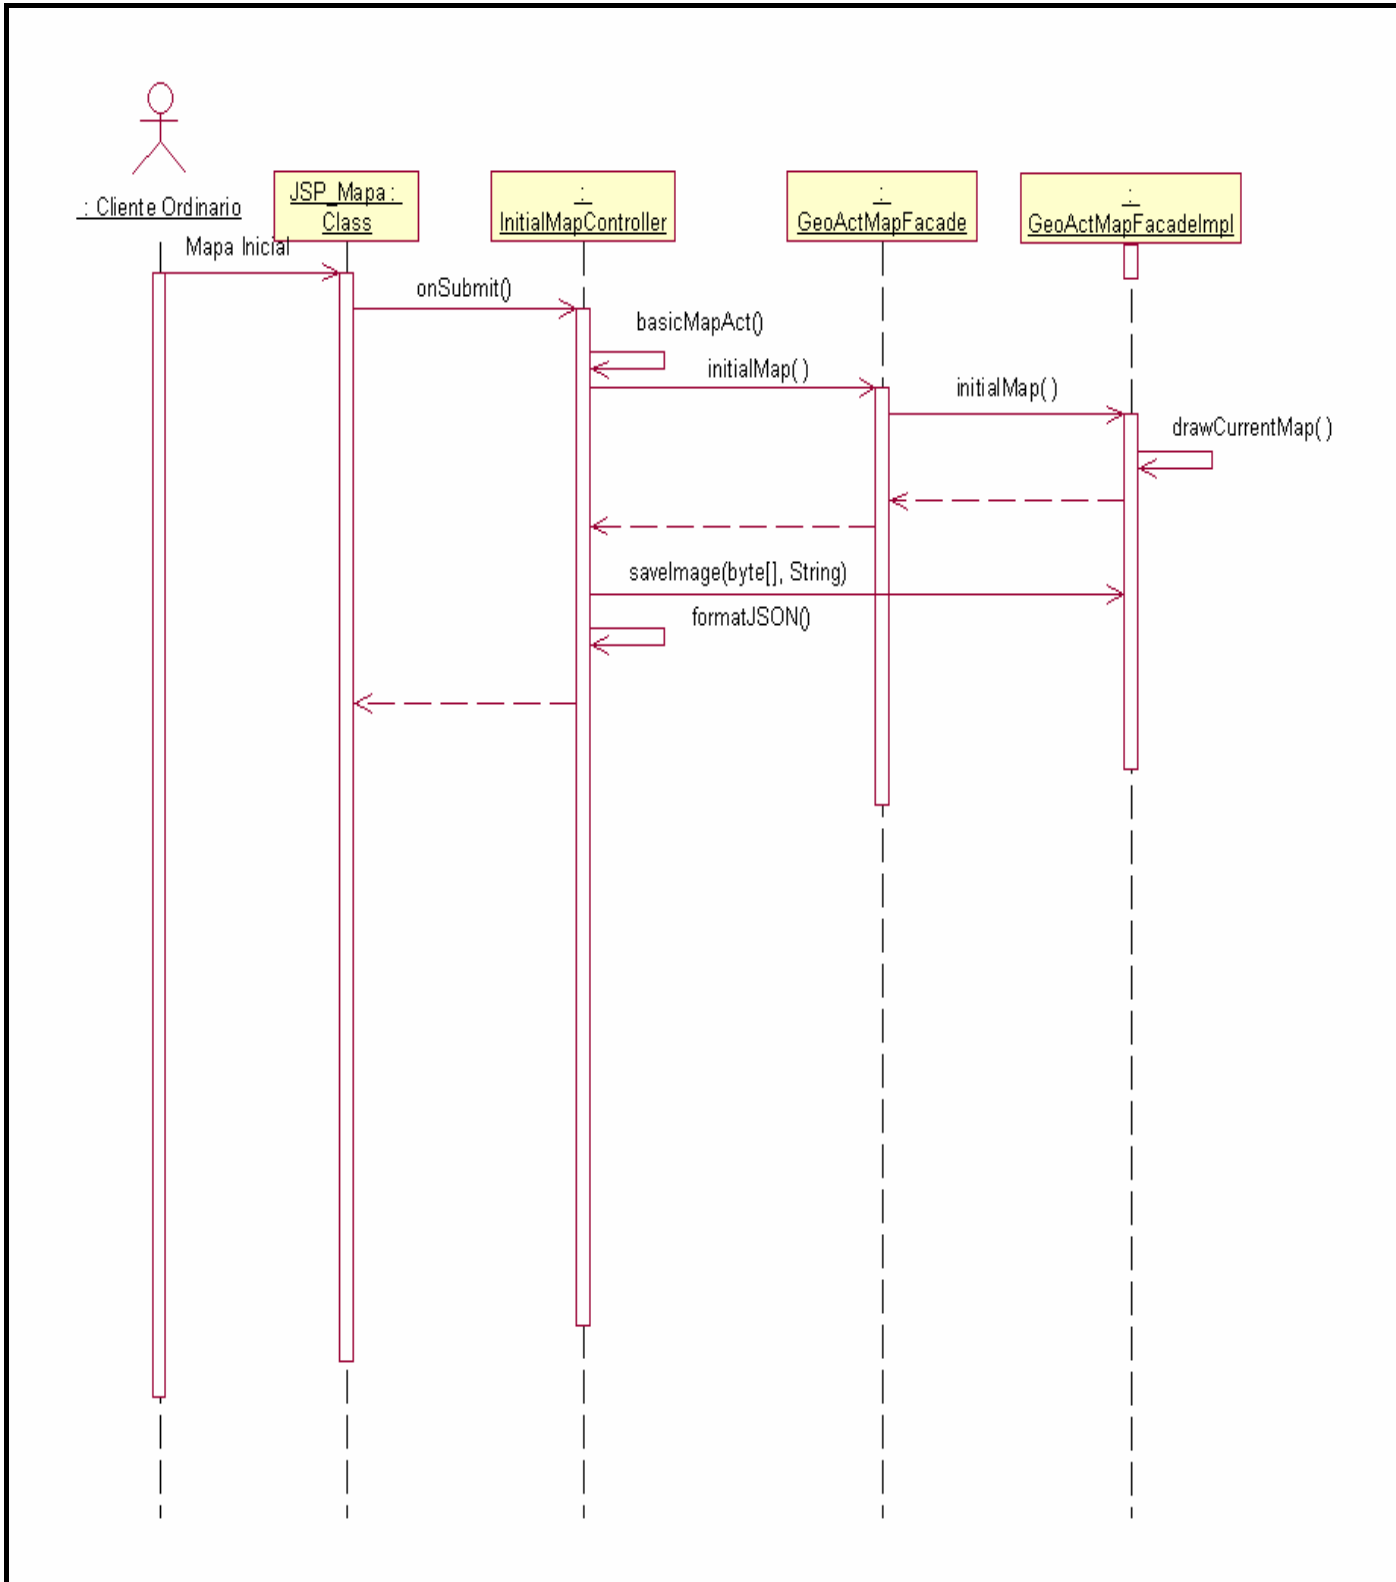 : Cliente Ordinario
JSP_Mapa :
Class
:
InitialMapController
:
GeoActMapFacade
:
GeoActMapFacadeImpl
Mapa Inicial
onSubmit()
basicMapAct()
initialMap( )
initialMap( )
drawCurrentMap( )
saveImage(byte[], String)
formatJSON()